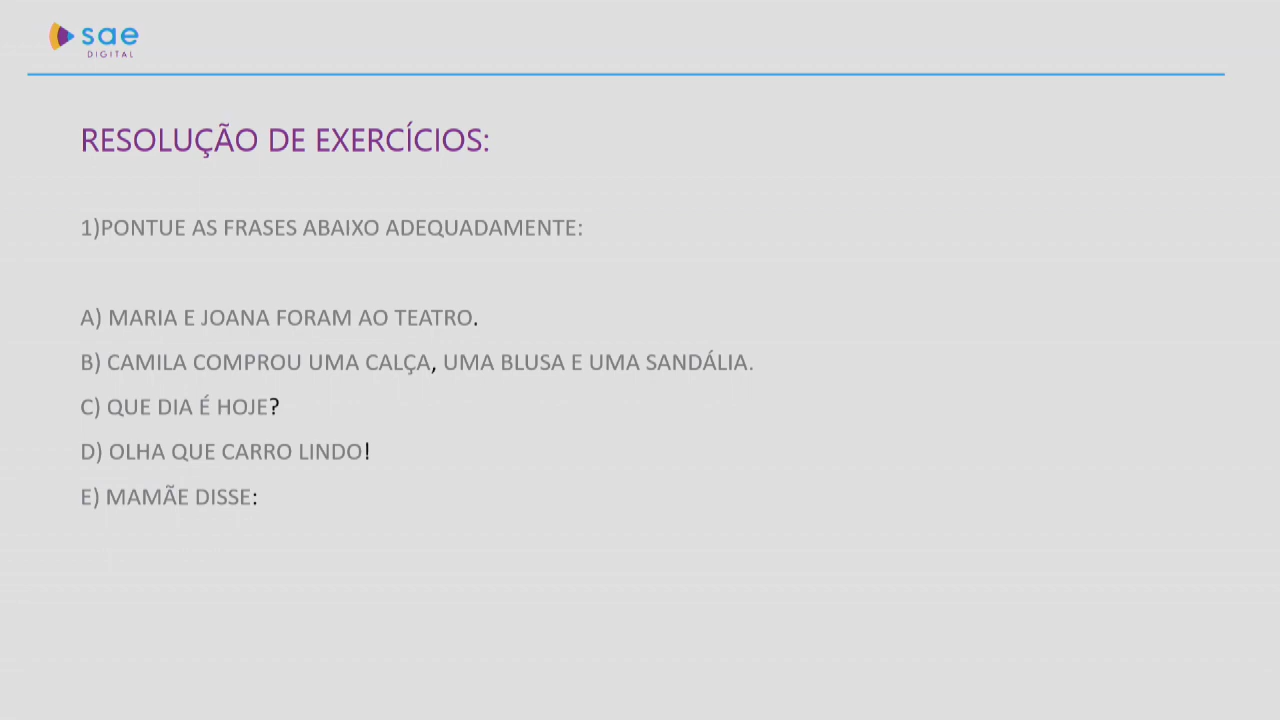 sae
DIGITAL
RESOLUÇÃO DE EXERCÍCIOS:
1)PONTUE AS FRASES ABAIXO ADEQUADAMENTE:
A) MARIA E JOANA FORAM AO TEATRO.
B) CAMILA COMPROU UMA CALÇA, UMA BLUSA E UMA SANDÁLIA.
C) QUE DIA É HOJE?
D) OLHA QUE CARRO LINDO!
E) MAMÃE DISSE: